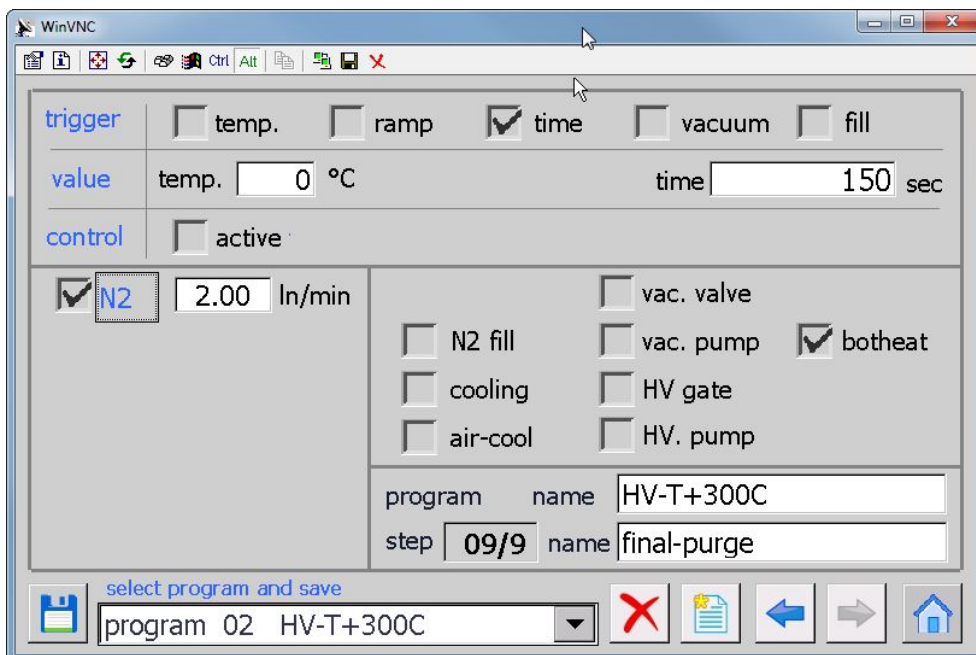 WinVNC
Ctrl Alt
trigger temp. ramp time vacuum fill
value temp. 0 °C time 150 sec
control active
N2 2.00 ln/min
vac. valve
N2 fill vac. pump botheat
cooling HV gate
air-cool HV. pump
program name HV-T+300C
step 09/9 name final-purge
select program and save
program 02 HV-T+300C